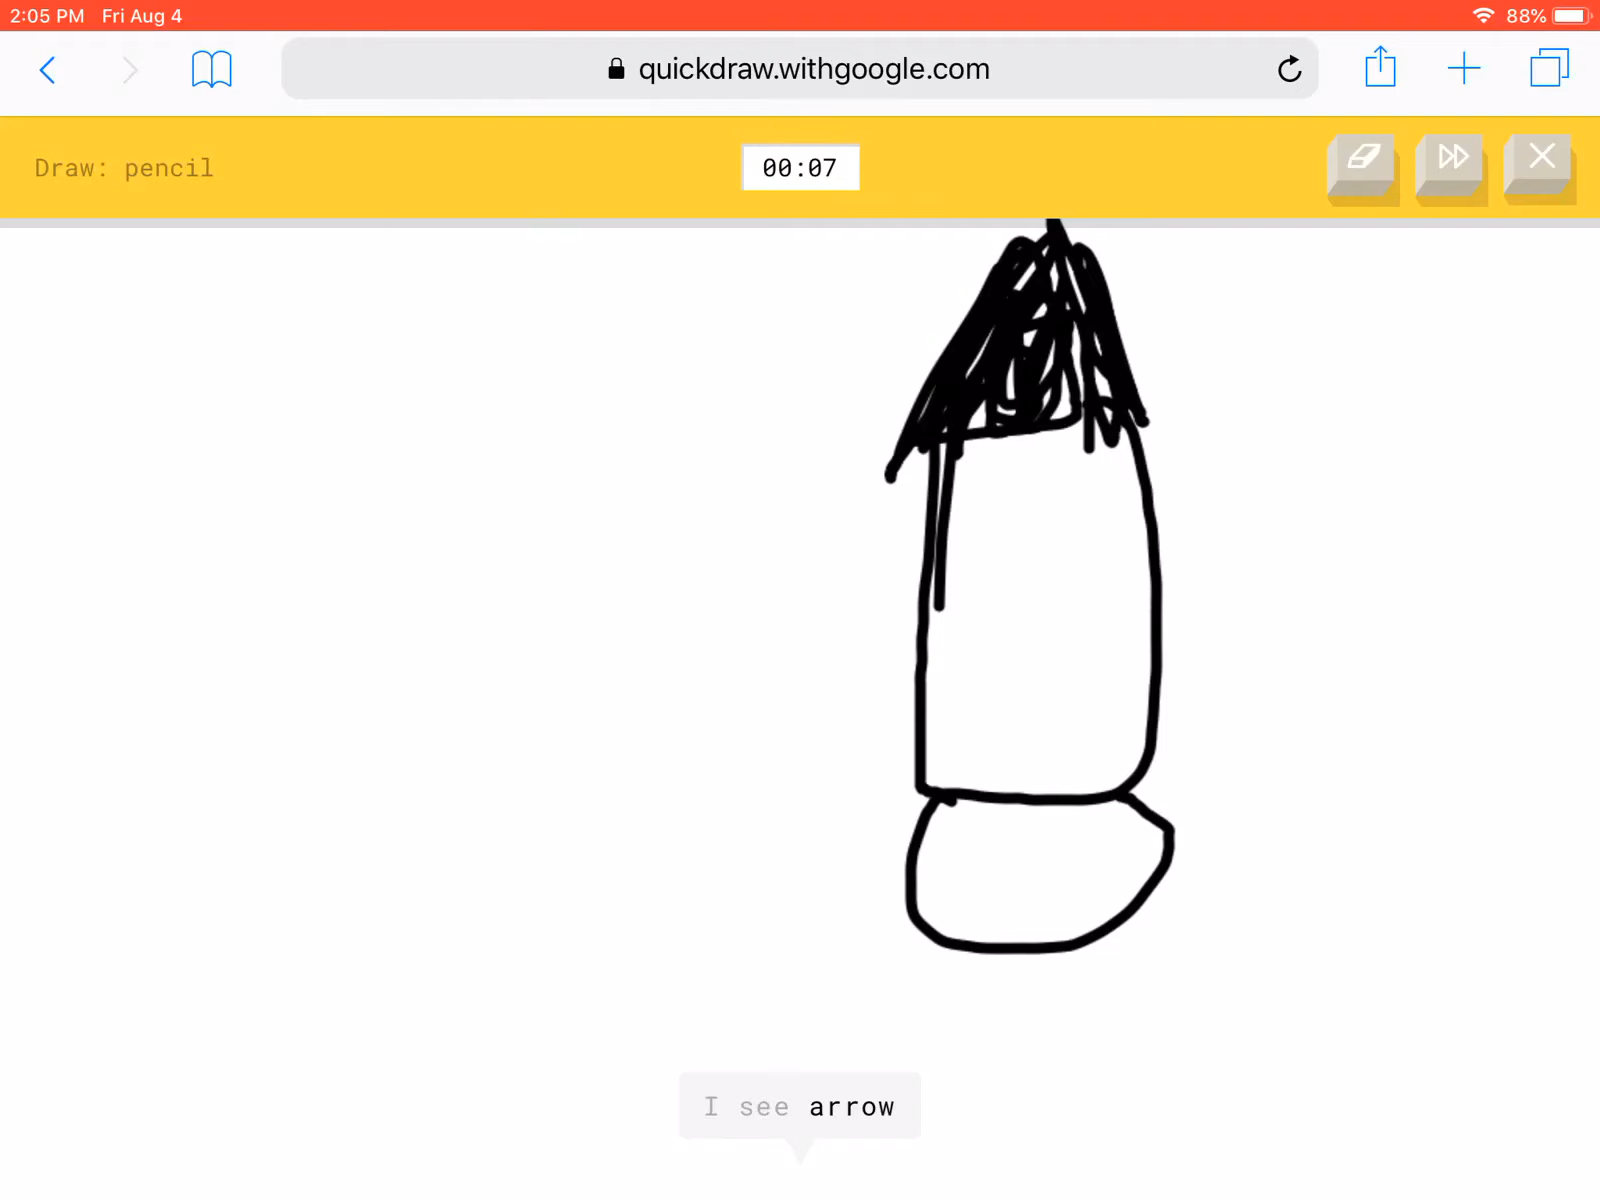 2:05 PM Fri Aug 4
88%
quickdraw.withgoogle.com
Draw: pencil
00:07
I see arrow